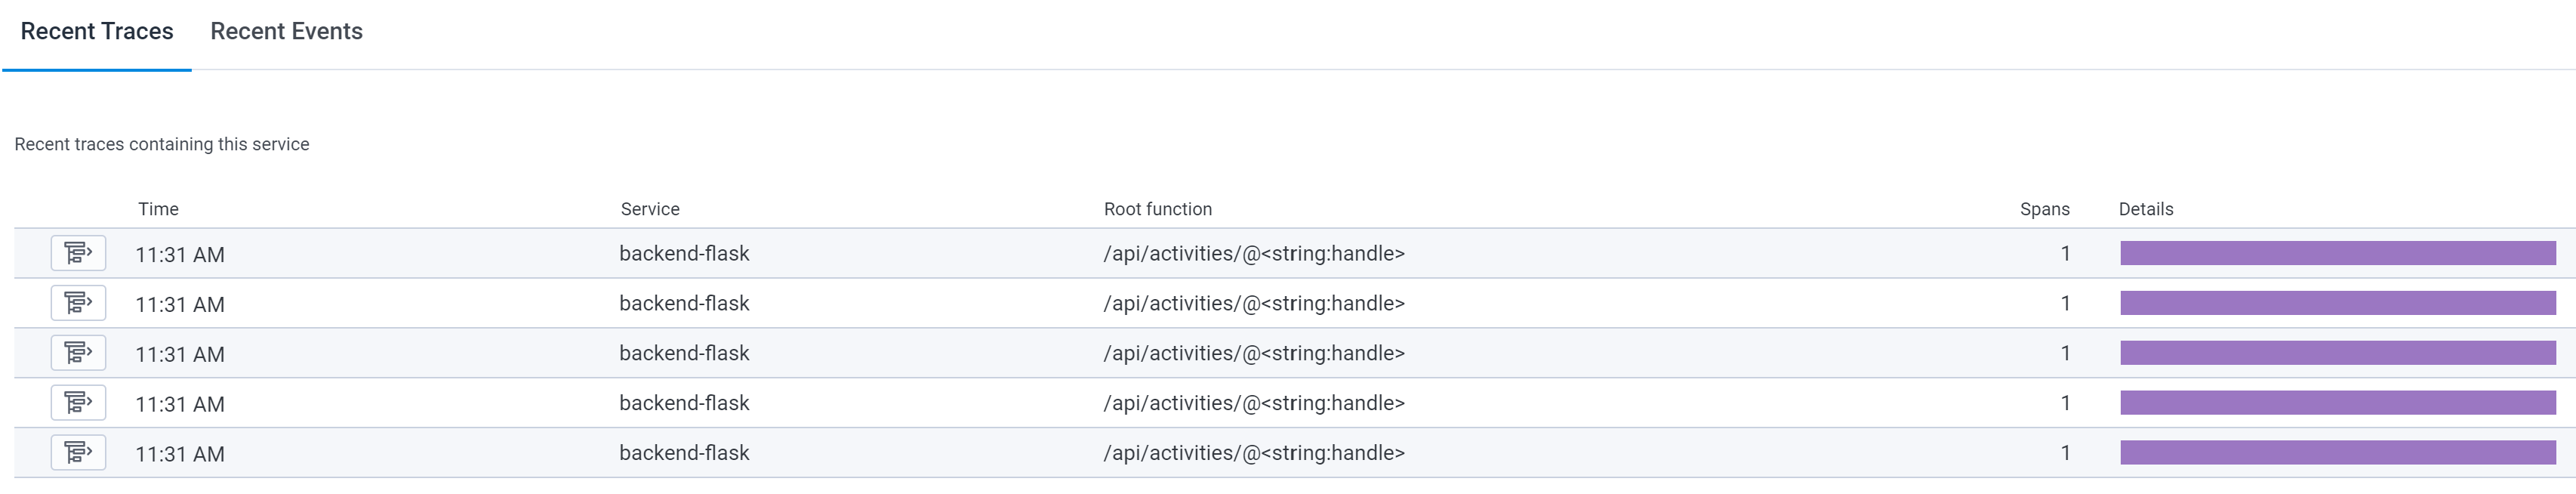 Recent Traces Recent Events
Recent traces containing this service
Time Service Root function Spans Details
11:31 AM backend-flask /api/activities/@<string:handle> 1
11:31 AM backend-flask /api/activities/@<string:handle> 1
11:31 AM backend-flask /api/activities/@<string:handle> 1
11:31 AM backend-flask /api/activities/@<string:handle> 1
11:31 AM backend-flask /api/activities/@<string:handle> 1